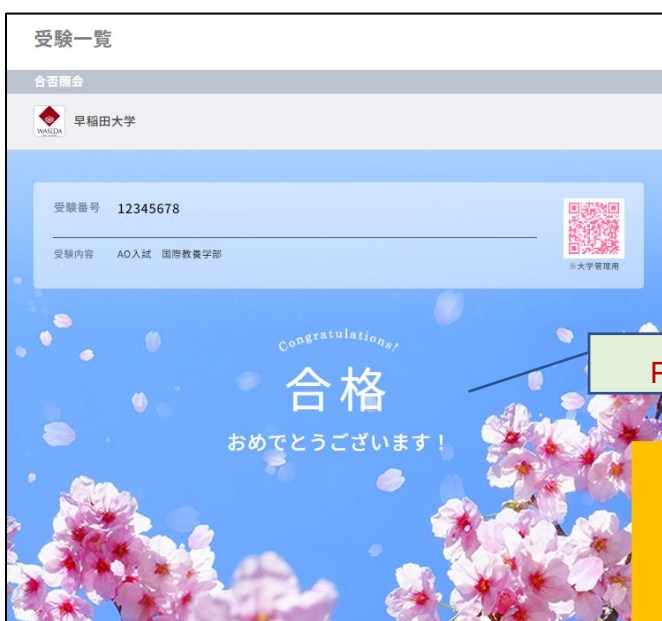 受験一覧
合否照会
WASEDA
早稲田大学
受験番号 12345678
受験内容 AO入試 国際教養学部
※大学管理用
Congratulations!
合格
おめでとうございます！